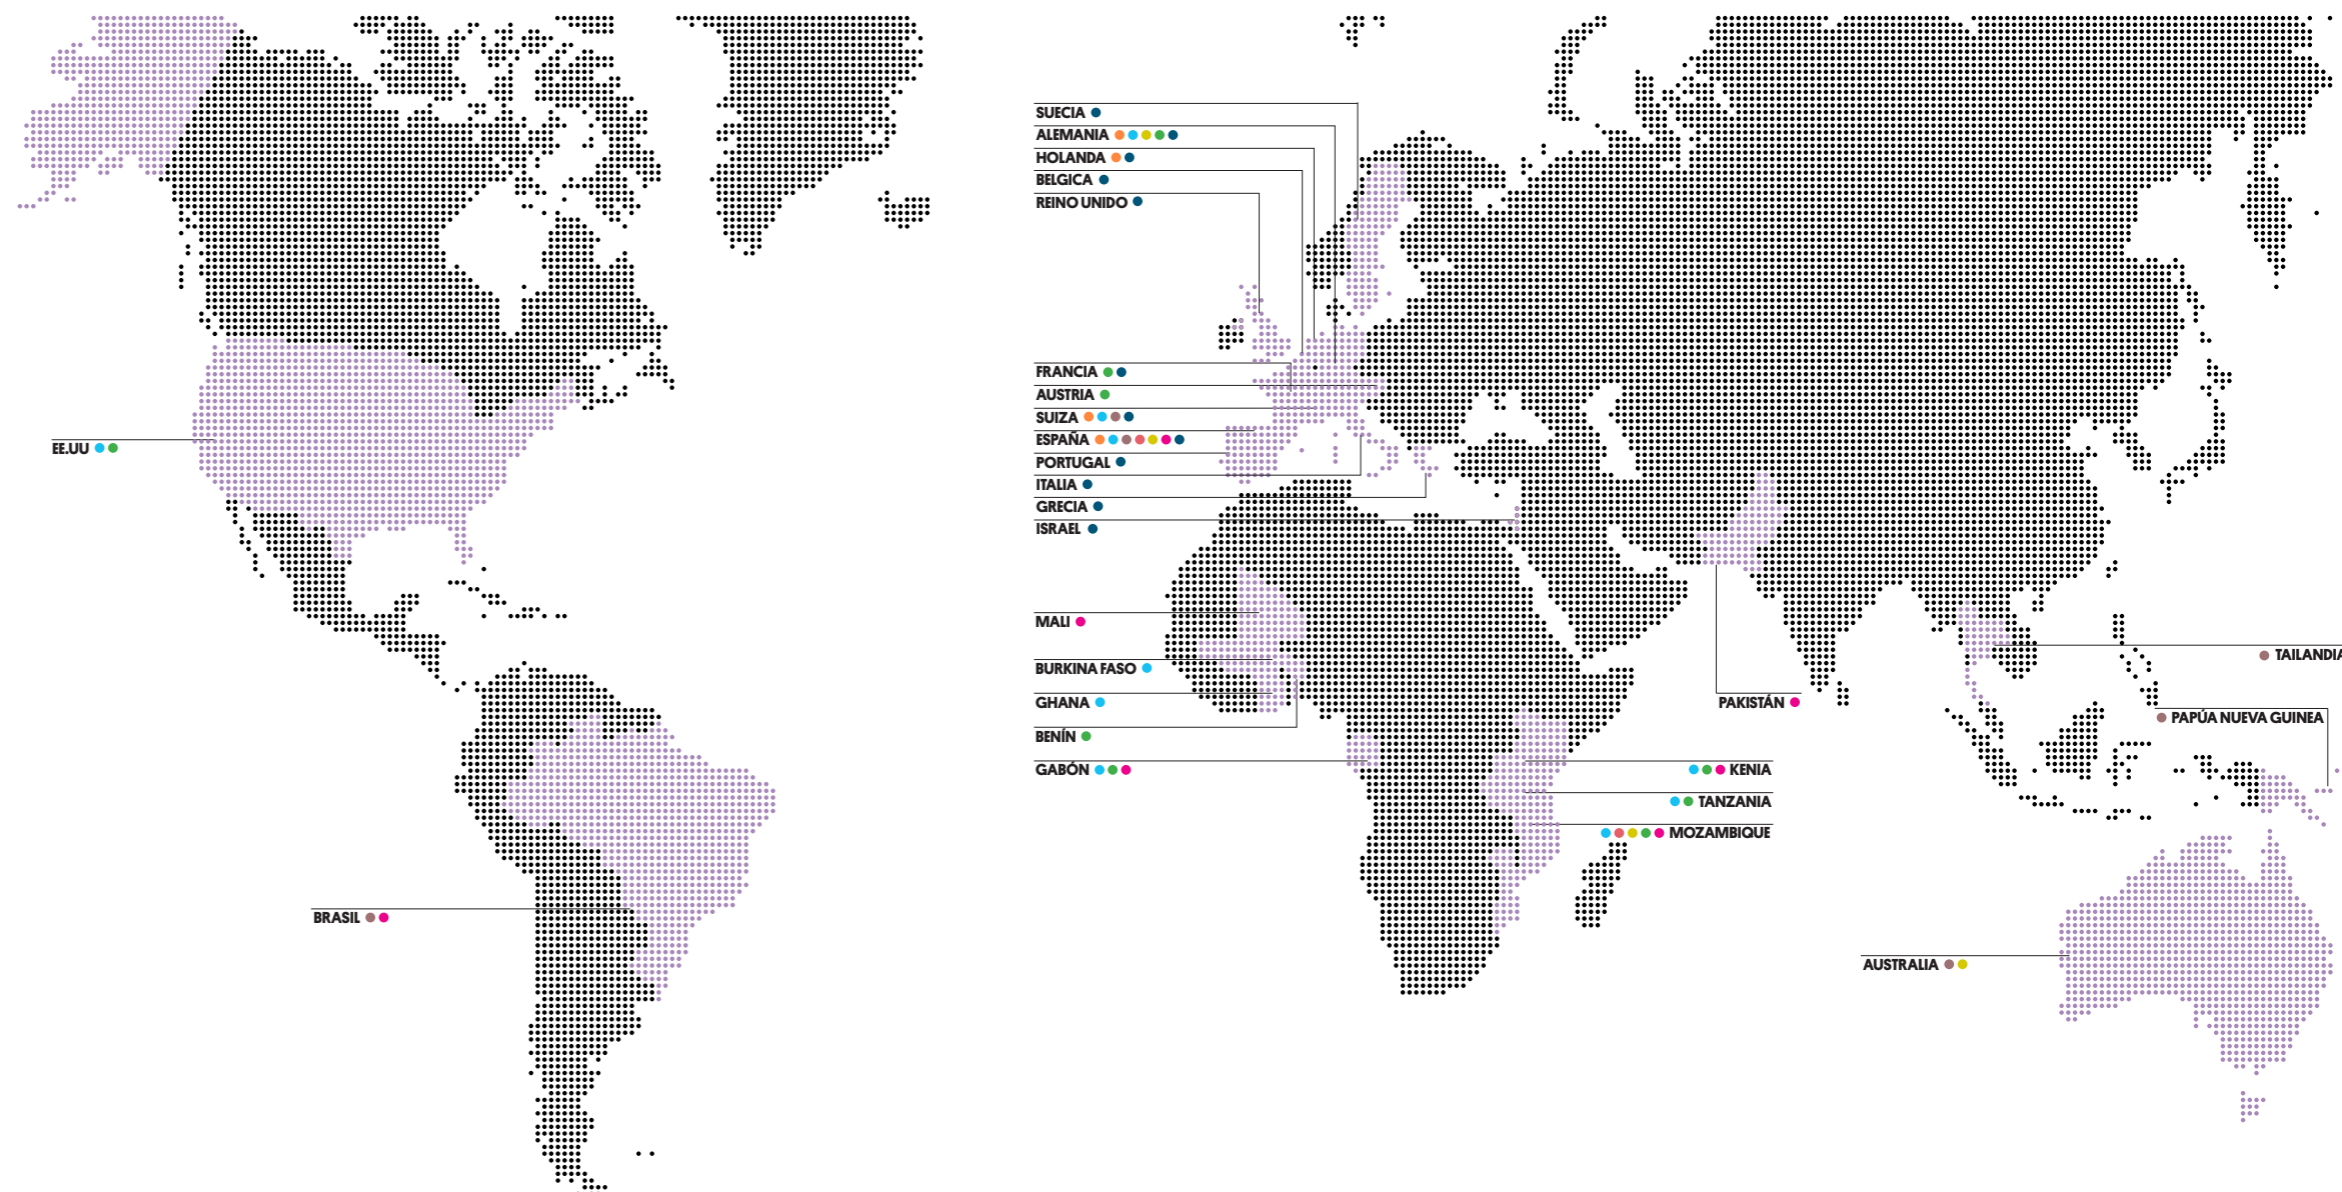 SUECIA
ALEMANIA
HOLANDA
BELGICA
REINO UNIDO
FRANCIA
AUSTRIA
SUIZA
ESPAÑA
PORTUGAL
ITALIA
GRECIA
ISRAEL
EE.UU
MALI
BURKINA FASO
GHANA
BENÍN
GABÓN
PAKISTÁN
KENIA
TANZANIA
MOZAMBIQUE
TAILANDIA
PAPÚA NUEVA GUINEA
BRASIL
AUSTRALIA